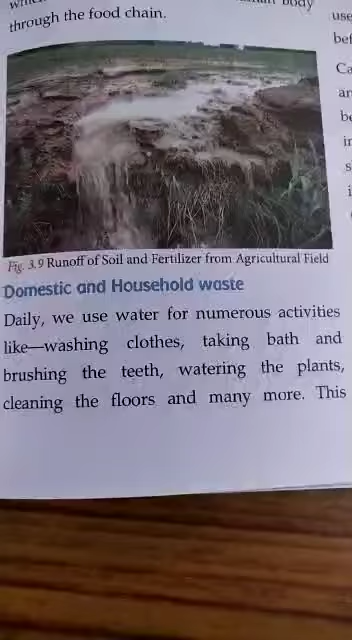 body
through the food chain.
Fig. 3.9 Runoff of Soil and Fertilizer from Agricultural Field
Domestic and Household waste
Daily, we use water for numerous activities
like—washing clothes, taking bath and
brushing the teeth, watering the plants,
cleaning the floors and many more. This
use